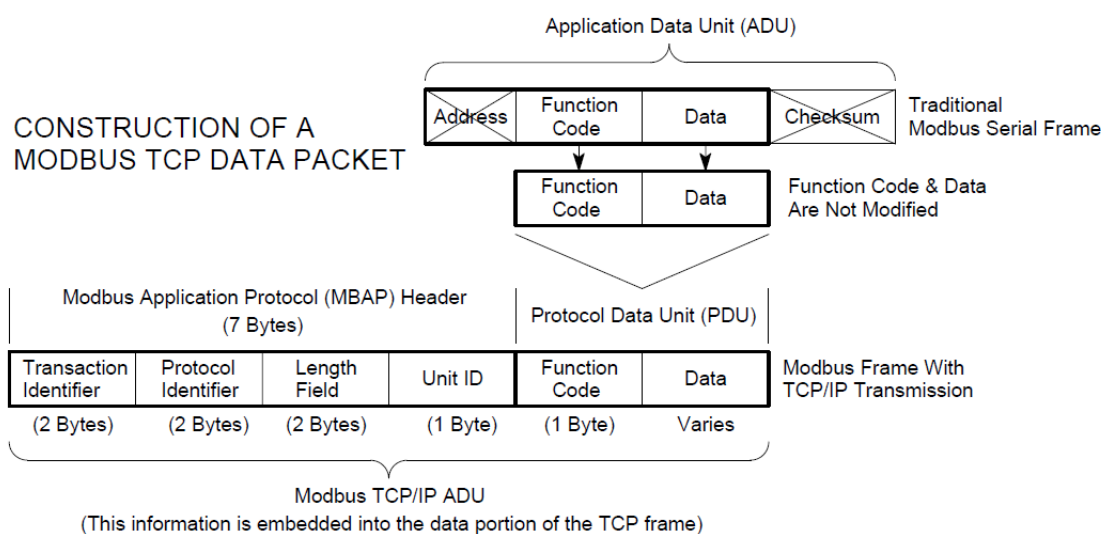 Application Data Unit (ADU)
CONSTRUCTION OF A
MODBUS TCP DATA PACKET
Address
Function
Code
Data
Checksum
Traditional
Modbus Serial Frame
Function
Code
Data
Function Code & Data
Are Not Modified
Modbus Application Protocol (MBAP) Header
(7 Bytes)
Protocol Data Unit (PDU)
Transaction
Identifier
Protocol
Identifier
Length
Field
Unit ID
Function
Code
Data
Modbus Frame With
TCP/IP Transmission
(2 Bytes)
(2 Bytes)
(2 Bytes)
(1 Byte)
(1 Byte)
Varies
Modbus TCP/IP ADU
(This information is embedded into the data portion of the TCP frame)